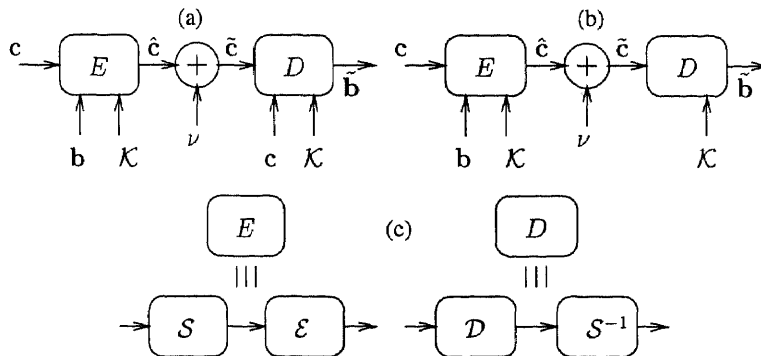 (a) (b)
c E ĉ + c̃ D b̃ c E ĉ + c̃ D b̃
b 𝒦 ν c 𝒦 b 𝒦 ν 𝒦
E (c) D
||| |||
𝒮 ℰ 𝒟 𝒮⁻¹